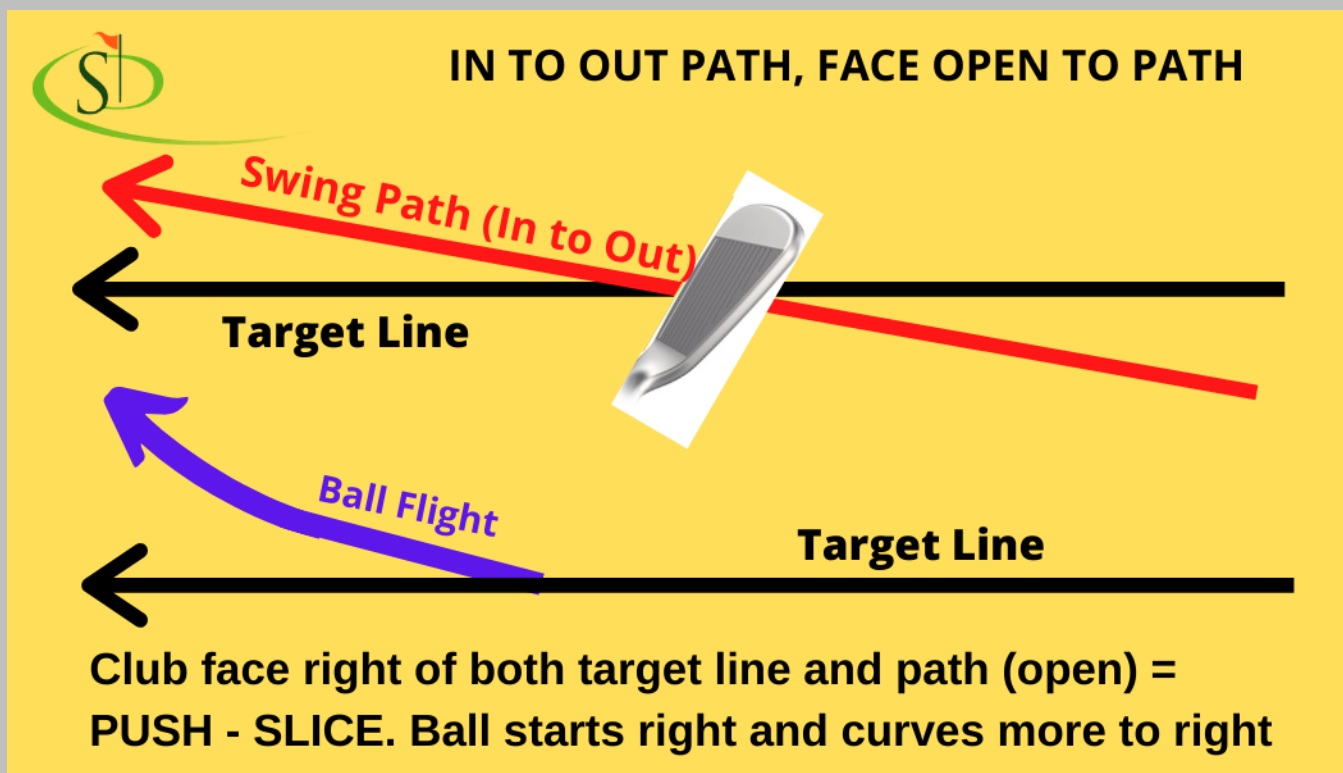 S
IN TO OUT PATH, FACE OPEN TO PATH
Swing Path (In to Out)
Target Line
Ball Flight
Target Line
Club face right of both target line and path (open) =
PUSH - SLICE. Ball starts right and curves more to right